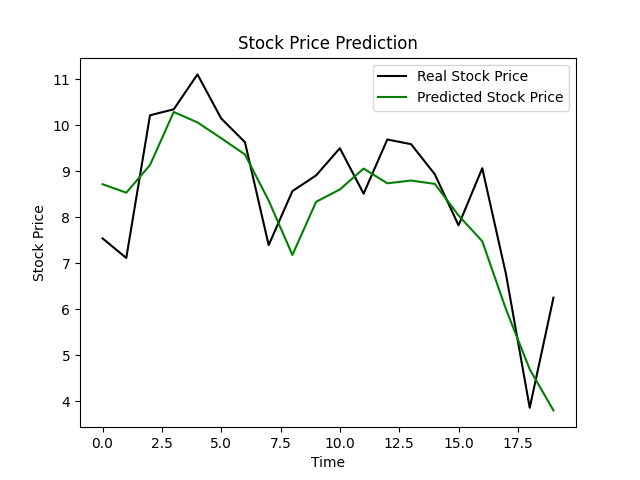 Stock Price Prediction
Real Stock Price
Predicted Stock Price
Stock Price
11
10
9
8
7
6
5
4
0.0 2.5 5.0 7.5 10.0 12.5 15.0 17.5
Time